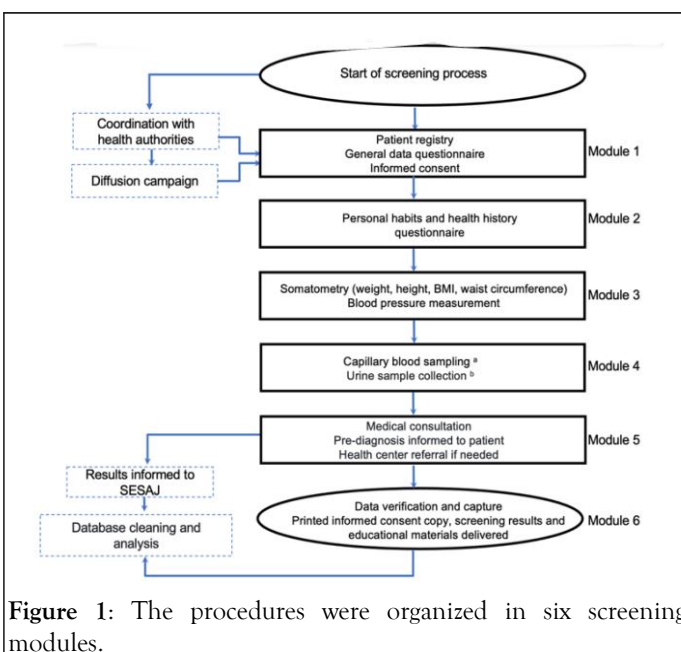 Start of screening process
Coordination with
health authorities
Diffusion campaign
Patient registry
General data questionnaire
Informed consent
Module 1
Personal habits and health history
questionnaire
Module 2
Somatometry (weight, height, BMI, waist circumference)
Blood pressure measurement
Module 3
Capillary blood sampling ᵃ
Urine sample collection ᵇ
Module 4
Medical consultation
Pre-diagnosis informed to patient
Health center referral if needed
Module 5
Results informed to
SESAJ
Database cleaning and
analysis
Data verification and capture
Printed informed consent copy, screening results and
educational materials delivered
Module 6
Figure 1: The procedures were organized in six screening
modules.